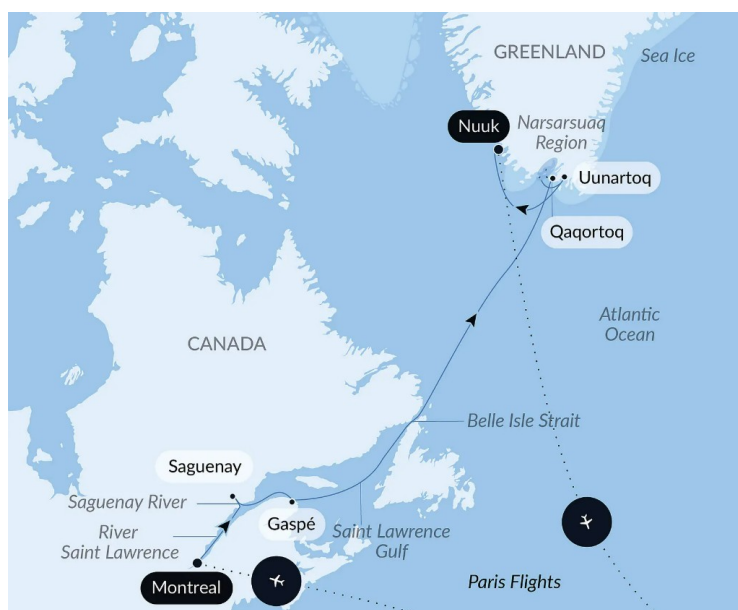 GREENLAND
Sea Ice
Nuuk
Narsarsuaq
Region
Uunartoq
Qaqortoq
Atlantic
Ocean
CANADA
Belle Isle Strait
Saguenay
Saguenay River
Gaspé
River
Saint Lawrence
Saint Lawrence
Gulf
Montreal
Paris Flights